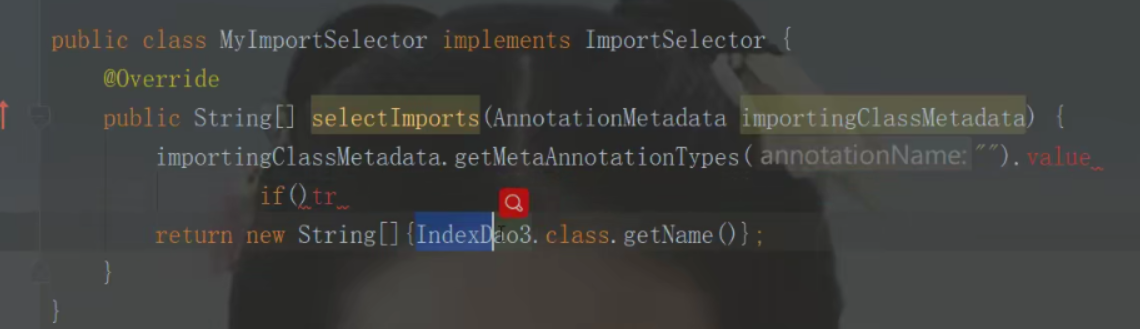 public class MyImportSelector implements ImportSelector {
@Override
public String[] selectImports(AnnotationMetadata importingClassMetadata) {
importingClassMetadata.getMetaAnnotationTypes( annotationName: "").value
if()tr
return new String[]{IndexDao3.class.getName()};
}
}